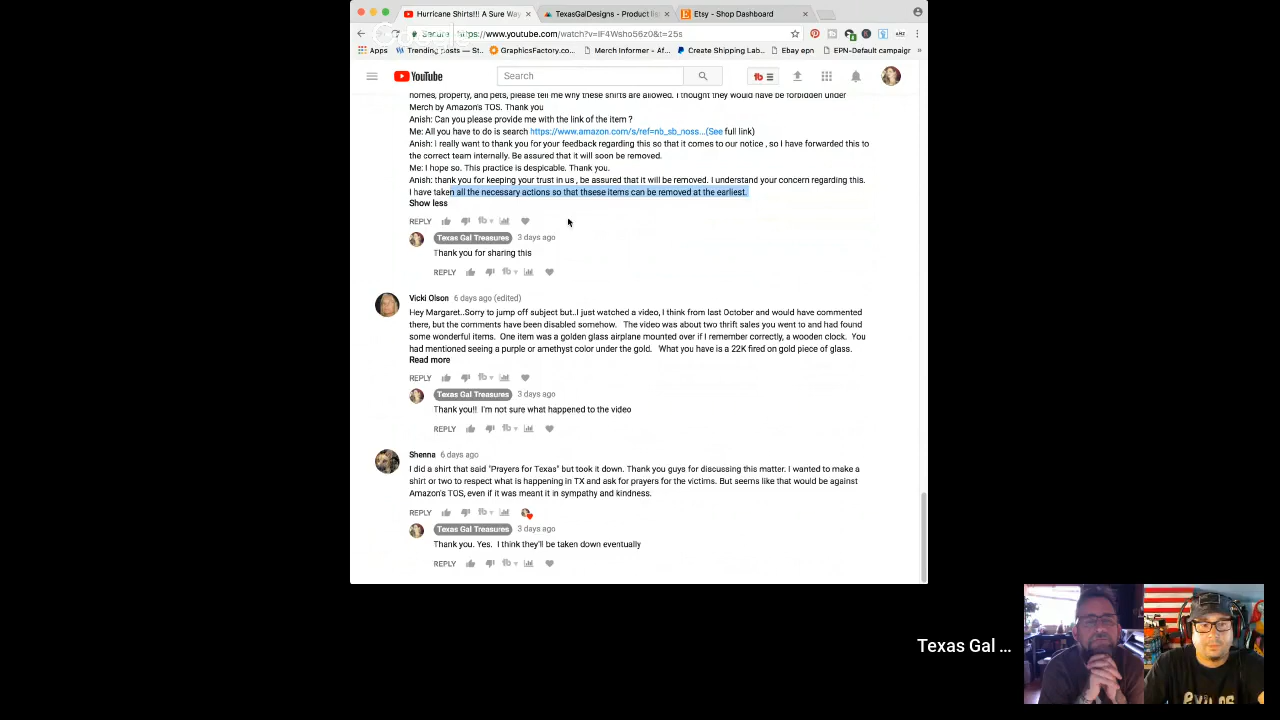 Hurricane Shirts!!! A Sure Way
TexasGalDesigns - Product lis
Etsy - Shop Dashboard
Secure
https://www.youtube.com/watch?v=IF4Wsho56z0&t=25s
Apps
Trending Posts — St...
GraphicsFactory.co...
Merch Informer - Af...
Create Shipping Lab...
Ebay epn
EPN-Default campaign
YouTube
Search
homes, property, and pets, please tell me why these shirts are allowed. I thought they would have be forbidden under
Merch by Amazon's TOS. Thank you
Anish: Can you please provide me with the link of the item ?
Me: All you have to do is search https://www.amazon.com/s/ref=nb_sb_noss...(See full link)
Anish: I really want to thank you for your feedback regarding this so that it comes to our notice , so I have forwarded this to
the correct team internally. Be assured that it will soon be removed.
Me: I hope so. This practice is despicable. Thank you.
Anish: thank you for keeping your trust in us , be assured that it will be removed. I understand your concern regarding this.
I have taken all the necessary actions so that thsese items can be removed at the earliest.
Show less
REPLY
Texas Gal Treasures 3 days ago
Thank you for sharing this
REPLY
Vicki Olson 6 days ago (edited)
Hey Margaret..Sorry to jump off subject but..I just watched a video, I think from last October and would have commented
there, but the comments have been disabled somehow. The video was about two thrift sales you went to and had found
some wonderful items. One item was a golden glass airplane mounted over if I remember correctly, a wooden clock. You
had mentioned seeing a purple or amethyst color under the gold. What you have is a 22K fired on gold piece of glass.
Read more
REPLY
Texas Gal Treasures 3 days ago
Thank you!! I'm not sure what happened to the video
REPLY
Shenna 6 days ago
I did a shirt that said "Prayers for Texas" but took it down. Thank you guys for discussing this matter. I wanted to make a
shirt or two to respect what is happening in TX and ask for prayers for the victims. But seems like that would be against
Amazon's TOS, even if it was meant it in sympathy and kindness.
REPLY
Texas Gal Treasures 3 days ago
Thank you. Yes. I think they'll be taken down eventually
REPLY
Texas Gal ...